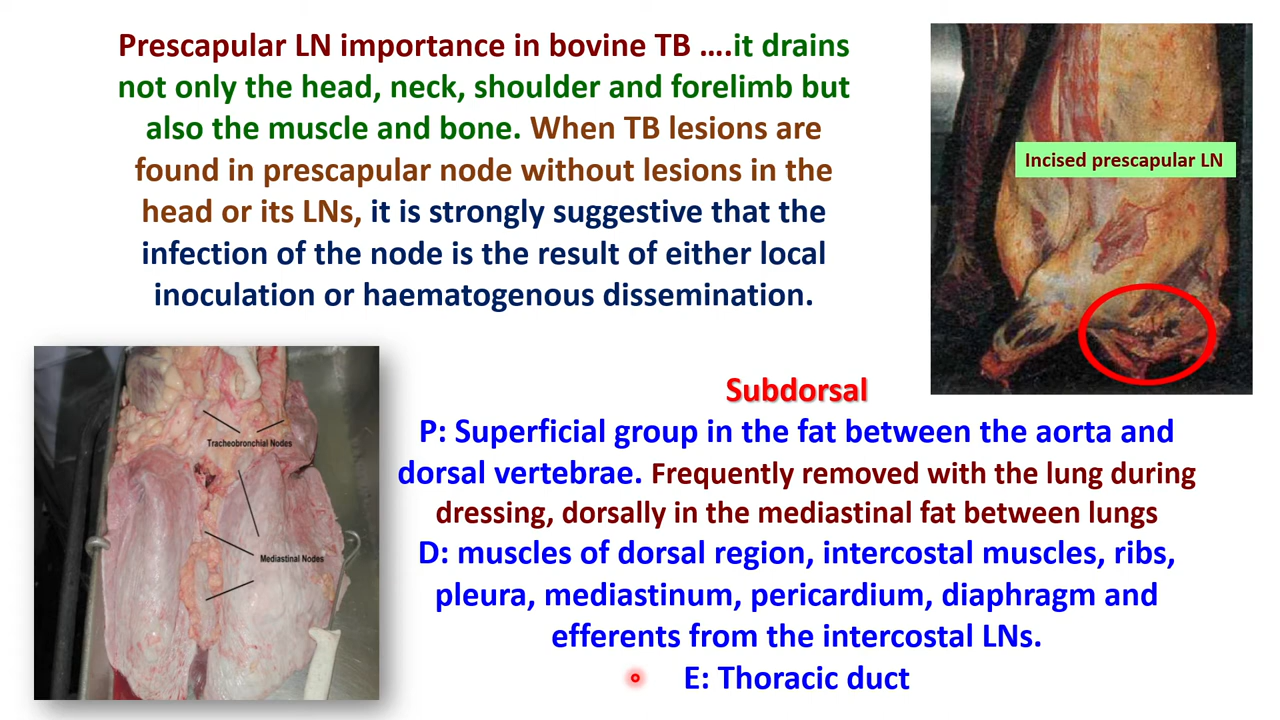 Prescapular LN importance in bovine TB ....it drains
not only the head, neck, shoulder and forelimb but
also the muscle and bone. When TB lesions are
found in prescapular node without lesions in the
head or its LNs, it is strongly suggestive that the
infection of the node is the result of either local
inoculation or haematogenous dissemination.
Incised prescapular LN
Tracheobronchial Nodes
Mediastinal Nodes
Subdorsal
P: Superficial group in the fat between the aorta and
dorsal vertebrae. Frequently removed with the lung during
dressing, dorsally in the mediastinal fat between lungs
D: muscles of dorsal region, intercostal muscles, ribs,
pleura, mediastinum, pericardium, diaphragm and
efferents from the intercostal LNs.
E: Thoracic duct